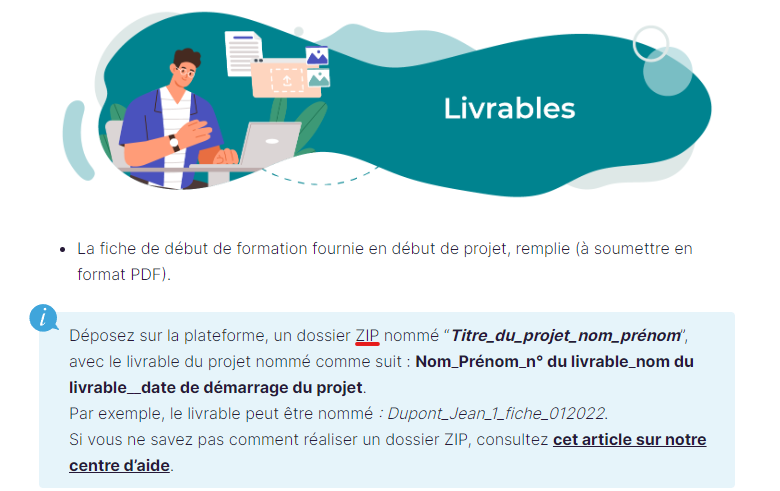 Livrables
• La fiche de début de formation fournie en début de projet, remplie (à soumettre en
format PDF).
i
Déposez sur la plateforme, un dossier ZIP nommé “Titre_du_projet_nom_prénom”,
avec le livrable du projet nommé comme suit : Nom_Prénom_n° du livrable_nom du
livrable__date de démarrage du projet.
Par exemple, le livrable peut être nommé : Dupont_Jean_1_fiche_012022.
Si vous ne savez pas comment réaliser un dossier ZIP, consultez cet article sur notre
centre d’aide.